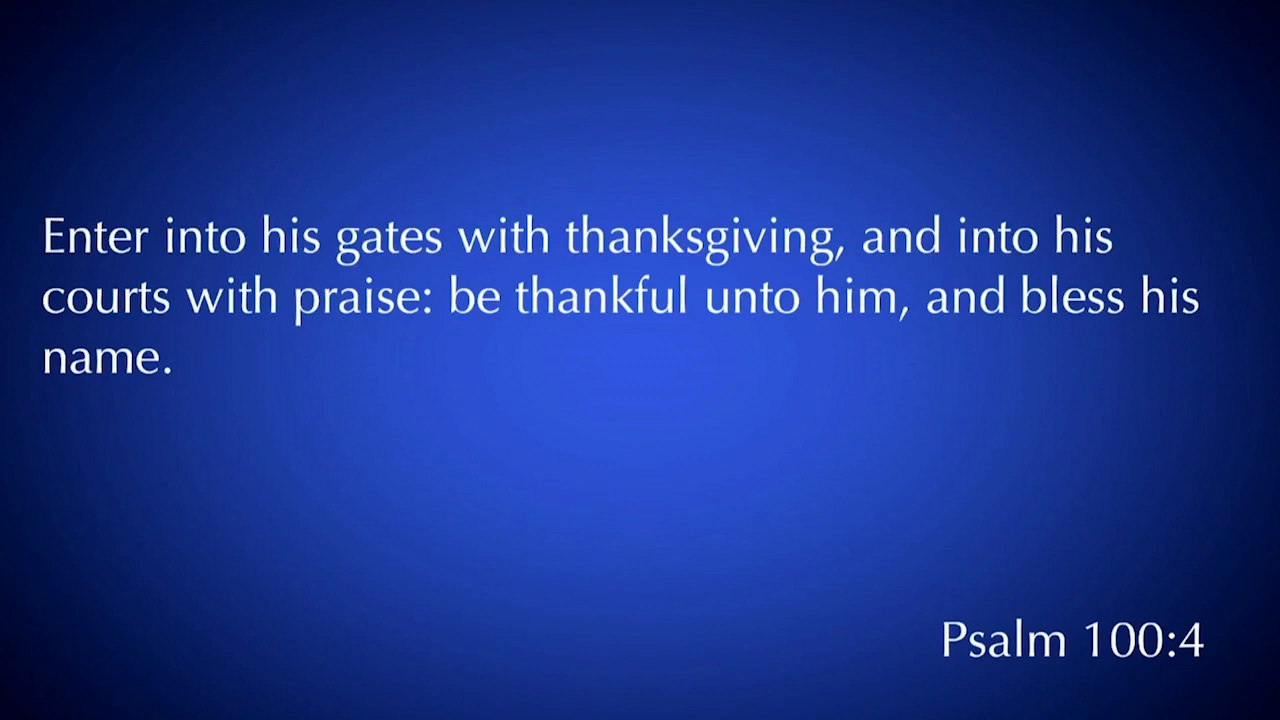 Enter into his gates with thanksgiving, and into his
courts with praise: be thankful unto him, and bless his
name.
Psalm 100:4